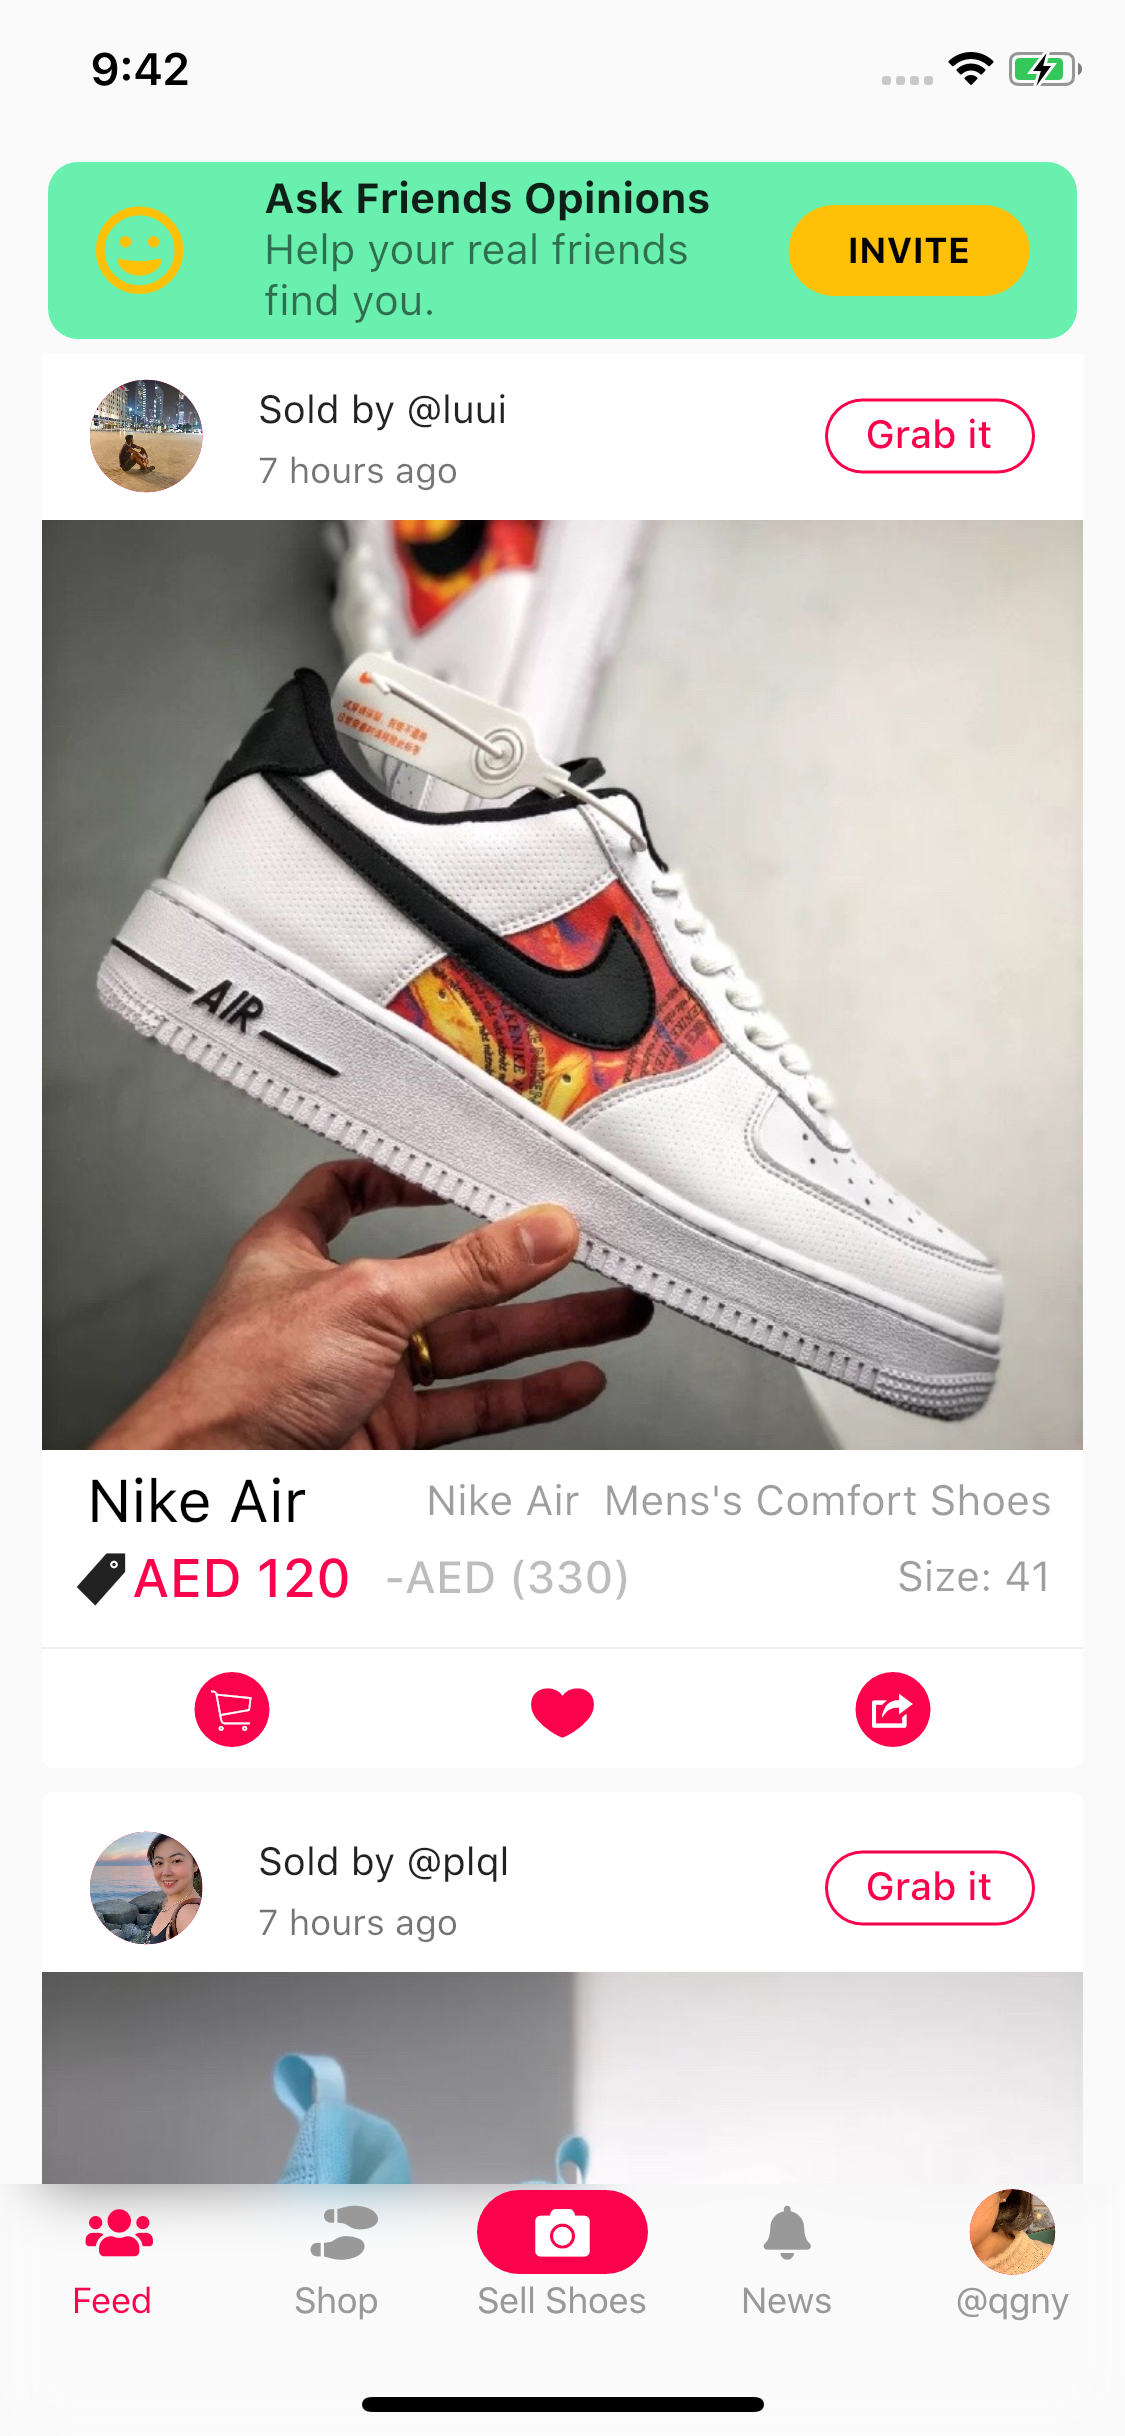 9:42
Ask Friends Opinions
Help your real friends
find you.
INVITE
Sold by @luui
7 hours ago
Grab it
AIR
Nike Air
Nike Air  Mens's Comfort Shoes
AED 120
-AED (330)
Size: 41
Sold by @plql
7 hours ago
Grab it
Feed
Shop
Sell Shoes
News
@qgny